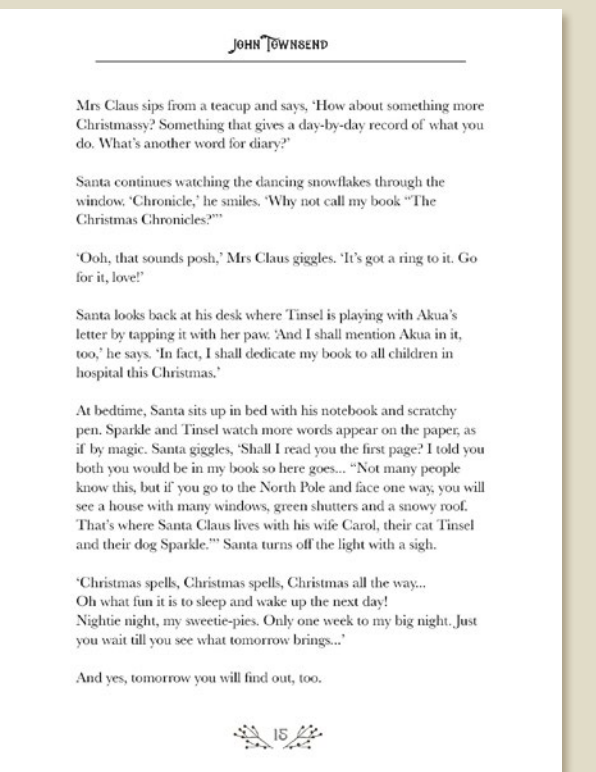 John Townsend
Mrs Claus sips from a teacup and says, ‘How about something more
Christmassy? Something that gives a day-by-day record of what you
do. What’s another word for diary?’
Santa continues watching the dancing snowflakes through the
window. ‘Chronicle,’ he smiles. ‘Why not call my book “The
Christmas Chronicles?”’
‘Ooh, that sounds posh,’ Mrs Claus giggles. ‘It’s got a ring to it. Go
for it, love!’
Santa looks back at his desk where Tinsel is playing with Akua’s
letter by tapping it with her paw. ‘And I shall mention Akua in it,
too,’ he says. ‘In fact, I shall dedicate my book to all children in
hospital this Christmas.’
At bedtime, Santa sits up in bed with his notebook and scratchy
pen. Sparkle and Tinsel watch more words appear on the paper, as
if by magic. Santa giggles, ‘Shall I read you the first page? I told you
both you would be in my book so here goes... “Not many people
know this, but if you go to the North Pole and face one way, you will
see a house with many windows, green shutters and a snowy roof.
That’s where Santa Claus lives with his wife Carol, their cat Tinsel
and their dog Sparkle.”’ Santa turns off the light with a sigh.
‘Christmas spells, Christmas spells, Christmas all the way...
Oh what fun it is to sleep and wake up the next day!
Nightie night, my sweetie-pies. Only one week to my big night. Just
you wait till you see what tomorrow brings...’
And yes, tomorrow you will find out, too.
15